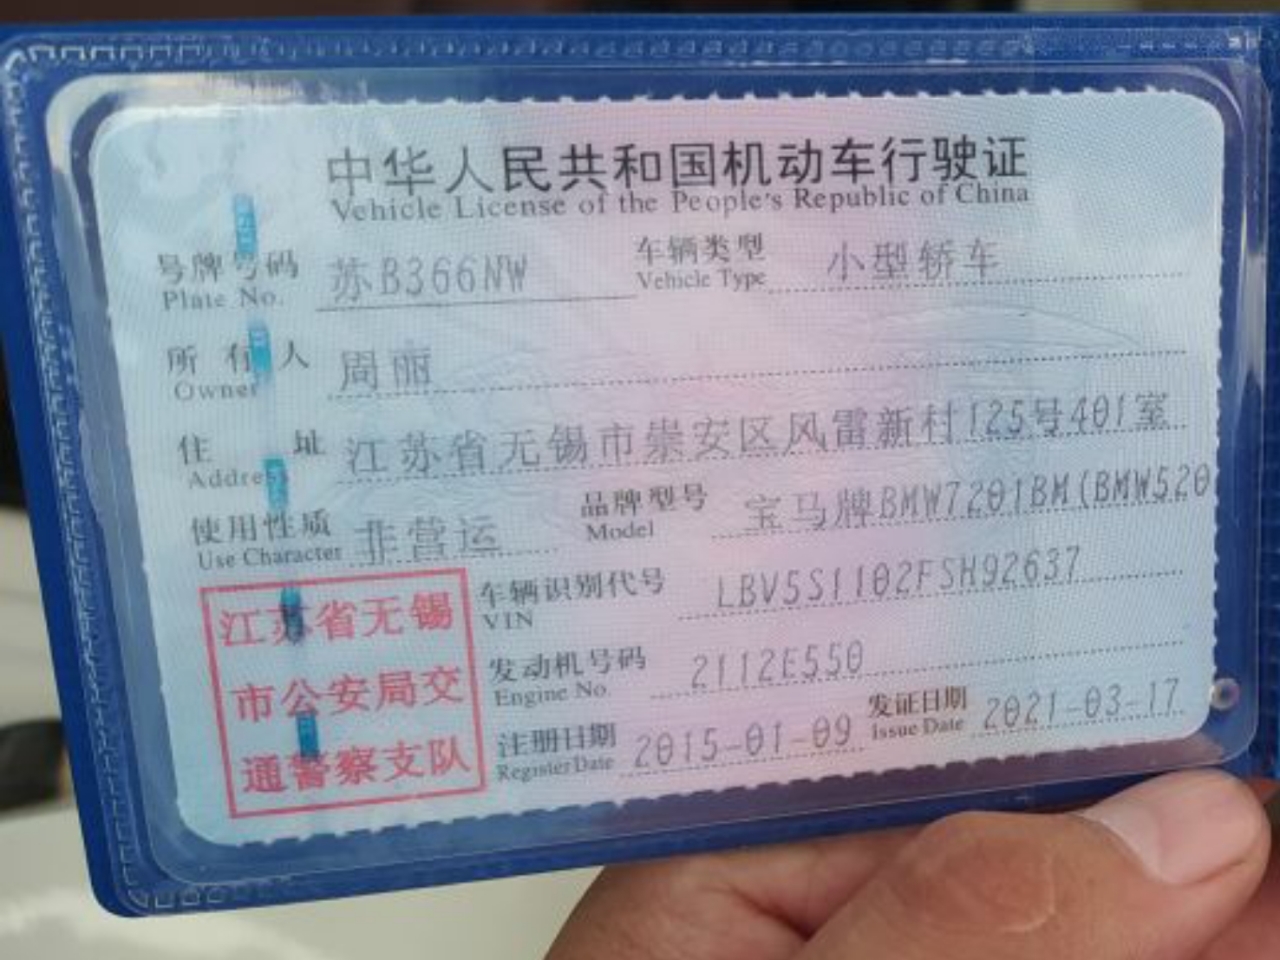 中华人民共和国机动车行驶证
Vehicle License of the People's Republic of China
号牌号码 苏B366NW 车辆类型 小型轿车
Plate No. Vehicle Type
所有人 周丽
Owner
住址 江苏省无锡市崇安区风雷新村125号401室
Address
使用性质 非营运 品牌型号 宝马牌BMW7201BM(BMW520
Use Character Model
江苏省无锡
市公安局交
通警察支队
车辆识别代号 LBV5S1102FSH92637
VIN
发动机号码 2112E550
Engine No.
注册日期 2015-01-09 发证日期 2021-03-17
Register Date Issue Date